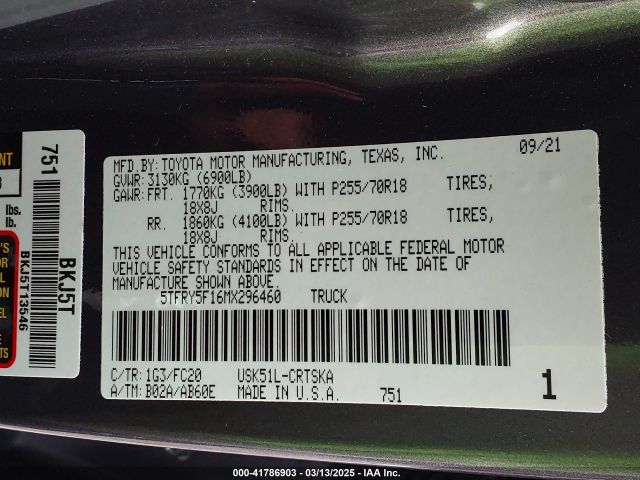 MFD. BY: TOYOTA MOTOR MANUFACTURING, TEXAS, INC. 09/21
GVWR: 3130KG (6900LB)
GAWR: FRT. 1770KG (3900LB) WITH P255/70R18 TIRES,
18X8J RIMS.
RR. 1860KG (4100LB) WITH P255/70R18 TIRES,
18X8J RIMS.
THIS VEHICLE CONFORMS TO ALL APPLICABLE FEDERAL MOTOR
VEHICLE SAFETY STANDARDS IN EFFECT ON THE DATE OF
MANUFACTURE SHOWN ABOVE.
5TFRY5F16MX296460 TRUCK
C/TR: 1G3/FC20 USK51L-CRTSKA
A/TM: B02A/AB60E MADE IN U.S.A. 751 1
751
BKJ5T
BKJ5T13546
lbs.
lb.
000-41786903 — 03/13/2025 — IAA Inc.